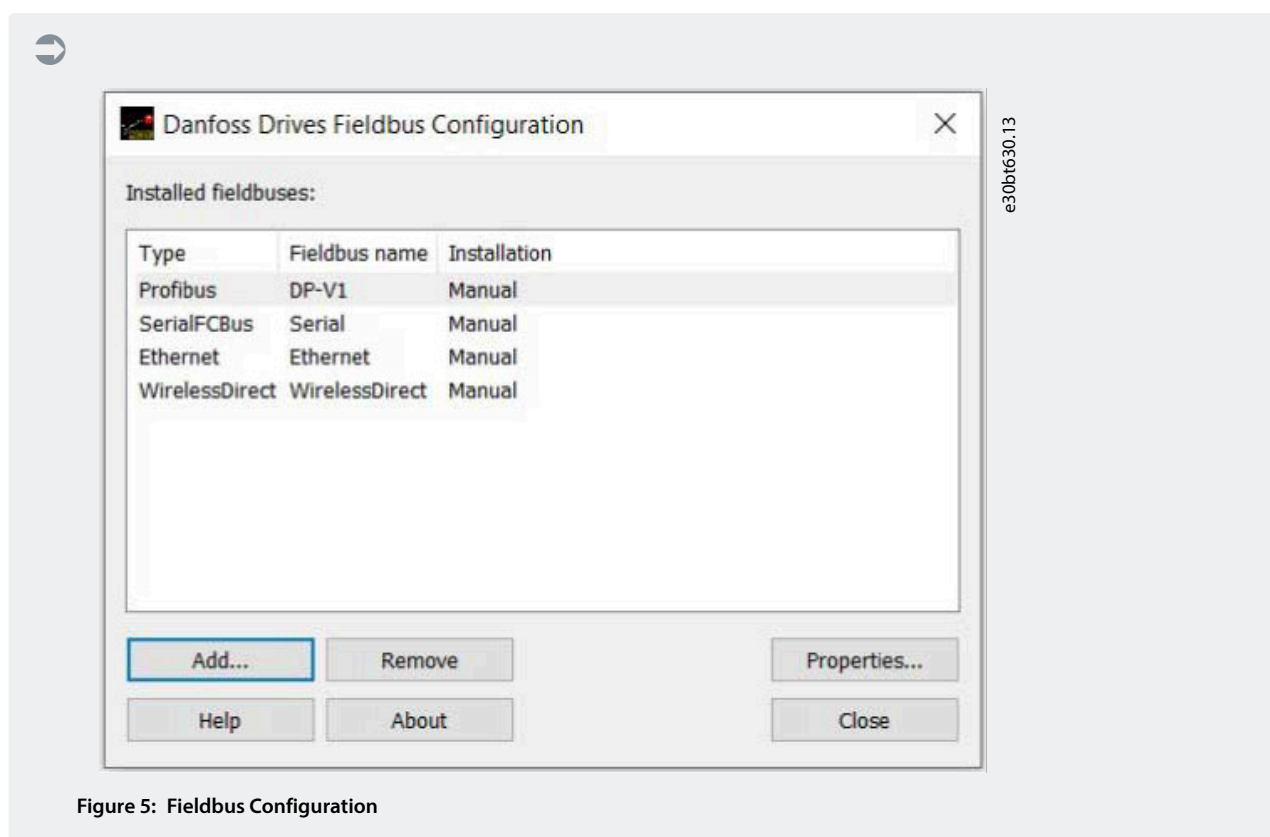 Danfoss Drives Fieldbus Configuration
e30bt630.13
Installed fieldbuses:
Type Fieldbus name Installation
Profibus DP-V1 Manual
SerialFCBus Serial Manual
Ethernet Ethernet Manual
WirelessDirect WirelessDirect Manual
Add... Remove Properties...
Help About Close
Figure 5: Fieldbus Configuration